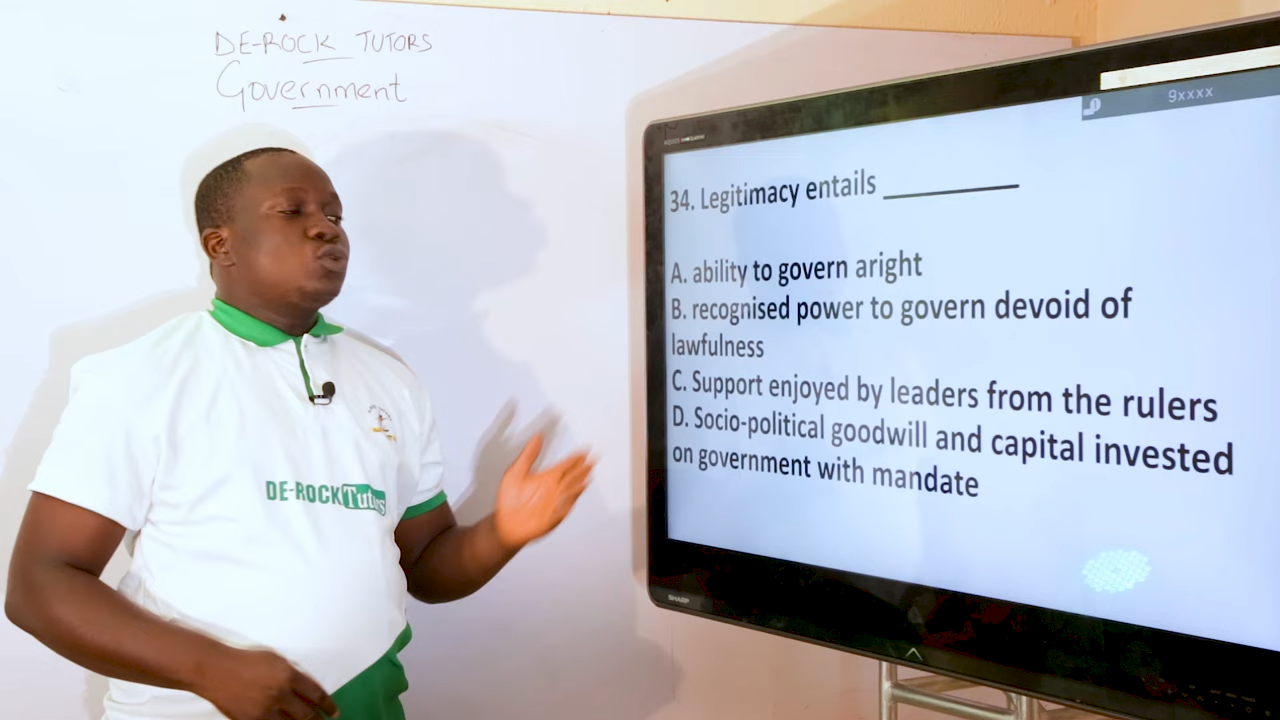 DE-ROCK TUTORS
Government
9xxxx
34. Legitimacy entails __________
A. ability to govern aright
B. recognised power to govern devoid of
lawfulness
C. Support enjoyed by leaders from the rulers
D. Socio-political goodwill and capital invested
on government with mandate
DE-ROCK Tutors
SHARP